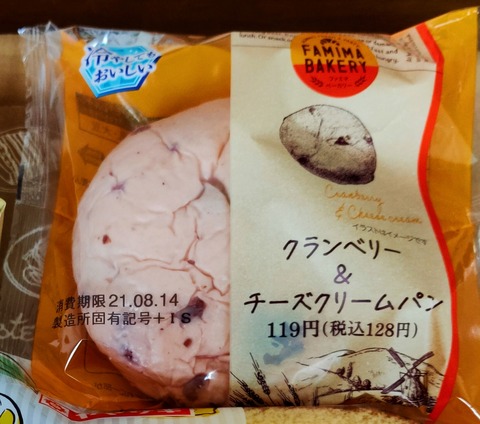 冷やしても
おいしい
FAMIMA
BAKERY
ファミマ
ベーカリー
Cranberry
& Cheese cream
イラストはイメージです
クランベリー
&
チーズクリームパン
119円(税込128円)
消費期限21.08.14
製造所固有記号+IS